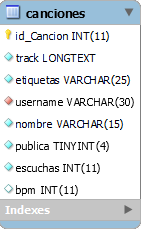 canciones
id_Cancion INT(11)
track LONGTEXT
etiquetas VARCHAR(25)
username VARCHAR(30)
nombre VARCHAR(15)
publica TINYINT(4)
escuchas INT(11)
bpm INT(11)
Indexes